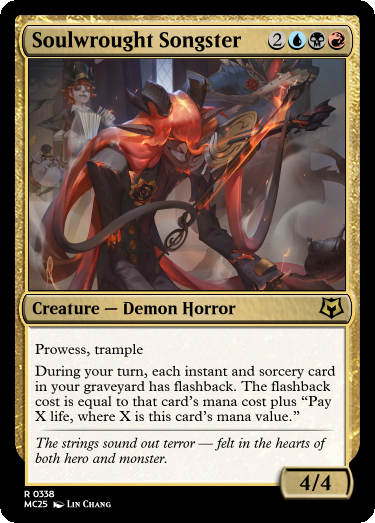 Soulwrought Songster 2
Creature — Demon Horror
Prowess, trample
During your turn, each instant and sorcery card
in your graveyard has flashback. The flashback
cost is equal to that card's mana cost plus “Pay
X life, where X is this card's mana value.”
The strings sound out terror — felt in the hearts of
both hero and monster.
4/4
R 0338
MC25 Lin Chang